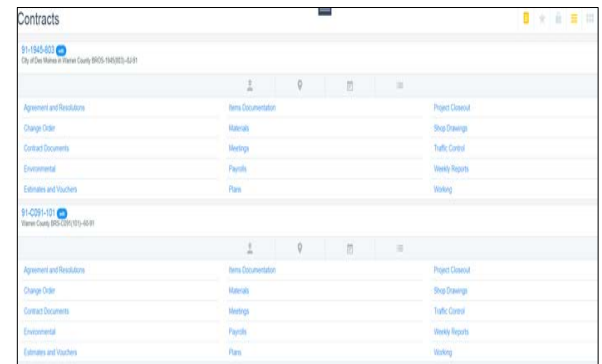 Contracts
91-1945-803
City of Des Moines in Warren County BROS-1945(803)--8J-91
Agreement and Resolutions Items Documentation Project Closeout
Change Order Materials Shop Drawings
Contract Documents Meetings Traffic Control
Environmental Payrolls Weekly Reports
Estimates and Vouchers Plans Working
91-C091-101
Warren County BRS-C091(101)--60-91
Agreement and Resolutions Items Documentation Project Closeout
Change Order Materials Shop Drawings
Contract Documents Meetings Traffic Control
Environmental Payrolls Weekly Reports
Estimates and Vouchers Plans Working